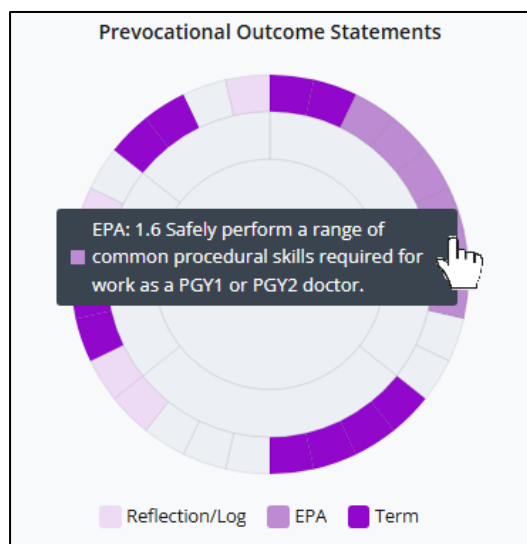 Prevocational Outcome Statements
EPA: 1.6 Safely perform a range of
common procedural skills required for
work as a PGY1 or PGY2 doctor.
Reflection/Log EPA Term